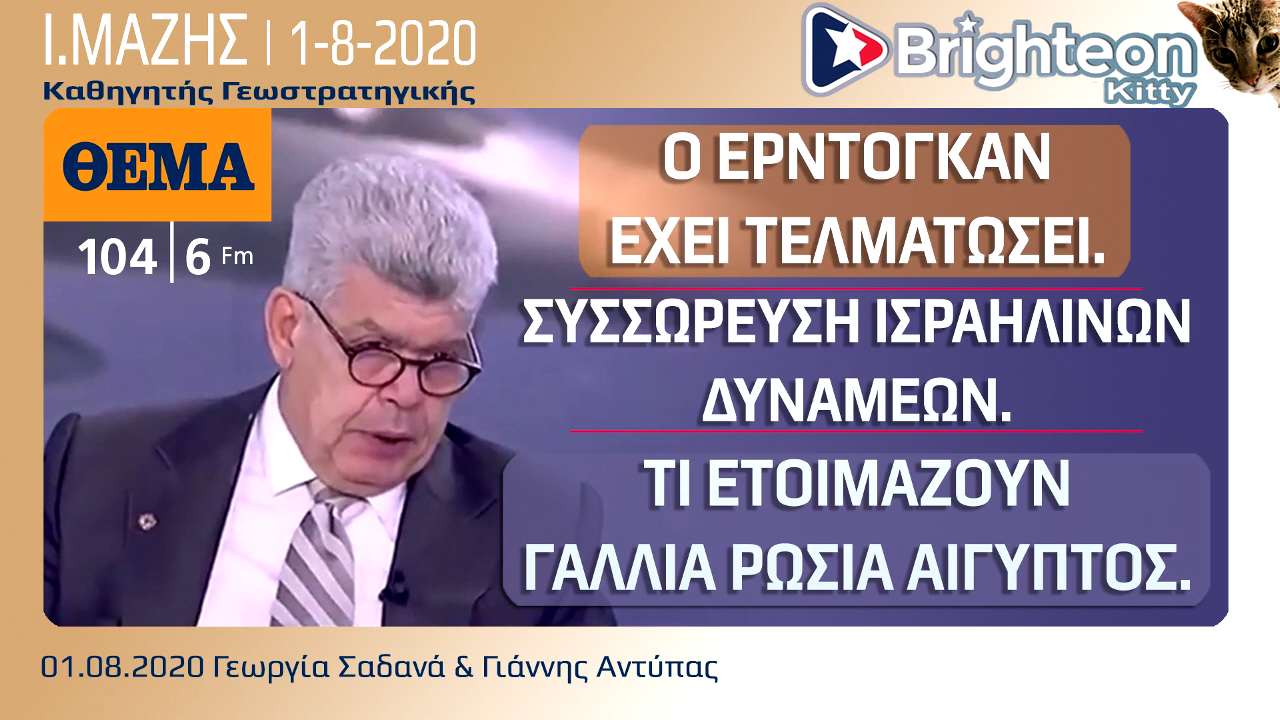 Ι.ΜΑΖΗΣ | 1-8-2020
Καθηγητής Γεωστρατηγικής
Brighteon
Kitty
ΘΕΜΑ
104|6 Fm
Ο ΕΡΝΤΟΓΚΑΝ
ΕΧΕΙ ΤΕΛΜΑΤΩΣΕΙ.
ΣΥΣΣΩΡΕΥΣΗ ΙΣΡΑΗΛΙΝΩΝ
ΔΥΝΑΜΕΩΝ.
ΤΙ ΕΤΟΙΜΑΖΟΥΝ
ΓΑΛΛΙΑ ΡΩΣΙΑ ΑΙΓΥΠΤΟΣ.
01.08.2020 Γεωργία Σαδανά & Γιάννης Αντύπας